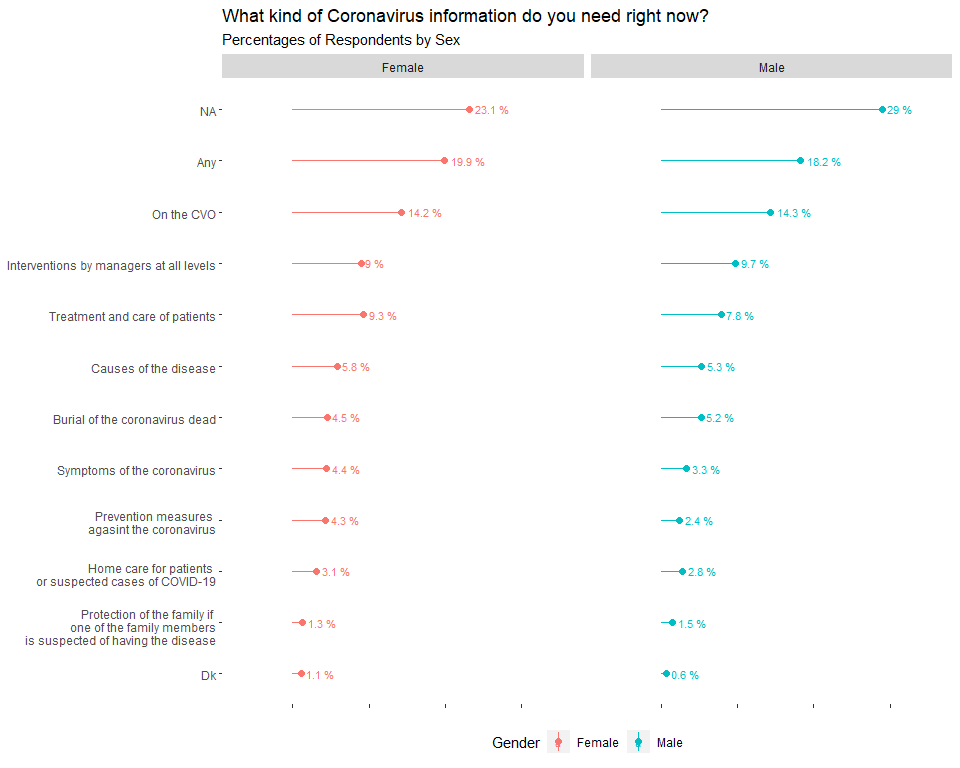 What kind of Coronavirus information do you need right now?
Percentages of Respondents by Sex
Female
Male
NA
23.1 %
29 %
Any
19.9 %
18.2 %
On the CVO
14.2 %
14.3 %
Interventions by managers at all levels
9 %
9.7 %
Treatment and care of patients
9.3 %
7.8 %
Causes of the disease
5.8 %
5.3 %
Burial of the coronavirus dead
4.5 %
5.2 %
Symptoms of the coronavirus
4.4 %
3.3 %
Prevention measures
agasint the coronavirus
4.3 %
2.4 %
Home care for patients
or suspected cases of COVID-19
3.1 %
2.8 %
Protection of the family if
one of the family members
is suspected of having the disease
1.3 %
1.5 %
Dk
1.1 %
0.6 %
Gender
Female
Male